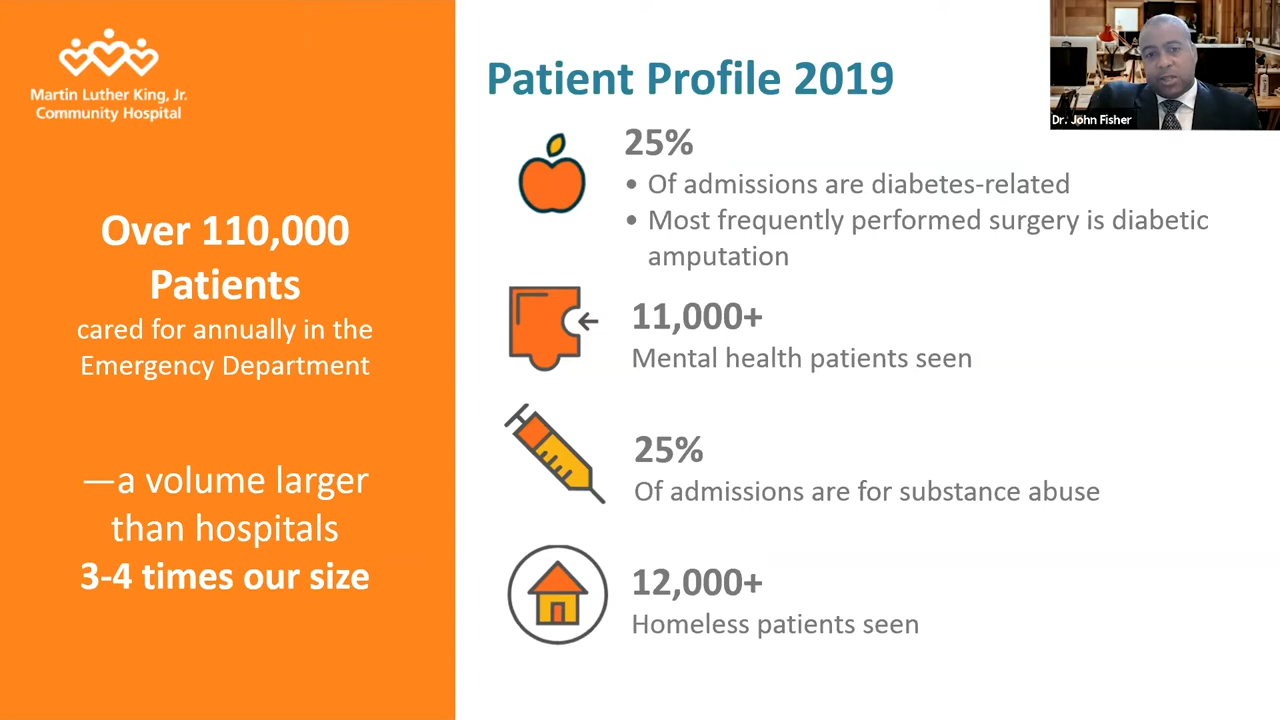 Martin Luther King, Jr.
Community Hospital
Over 110,000
Patients
cared for annually in the
Emergency Department
—a volume larger
than hospitals
3-4 times our size
Patient Profile 2019
25%
• Of admissions are diabetes-related
• Most frequently performed surgery is diabetic
amputation
11,000+
Mental health patients seen
25%
Of admissions are for substance abuse
12,000+
Homeless patients seen
Dr. John Fisher